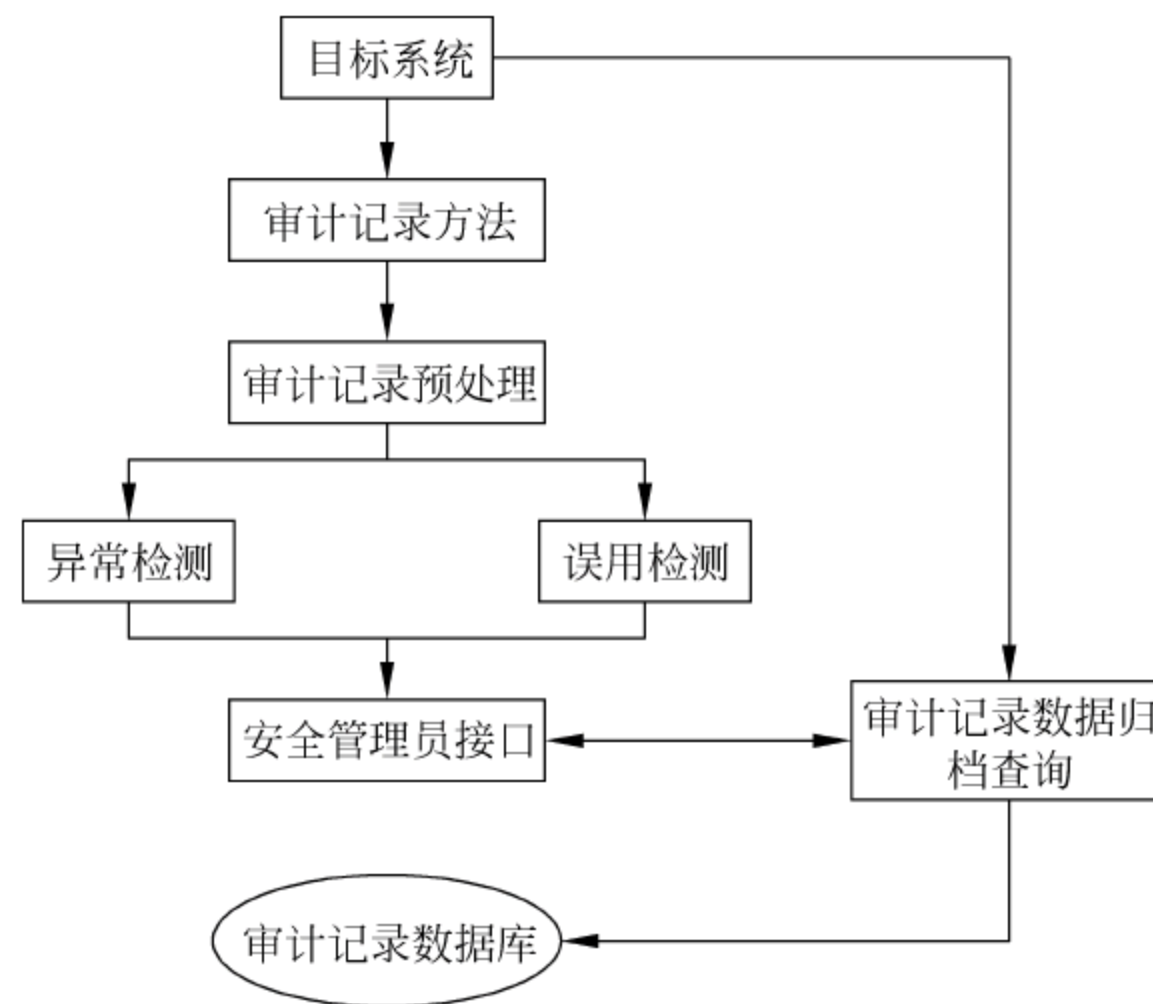 目标系统
审计记录方法
审计记录预处理
异常检测
误用检测
安全管理员接口
审计记录数据归
档查询
审计记录数据库